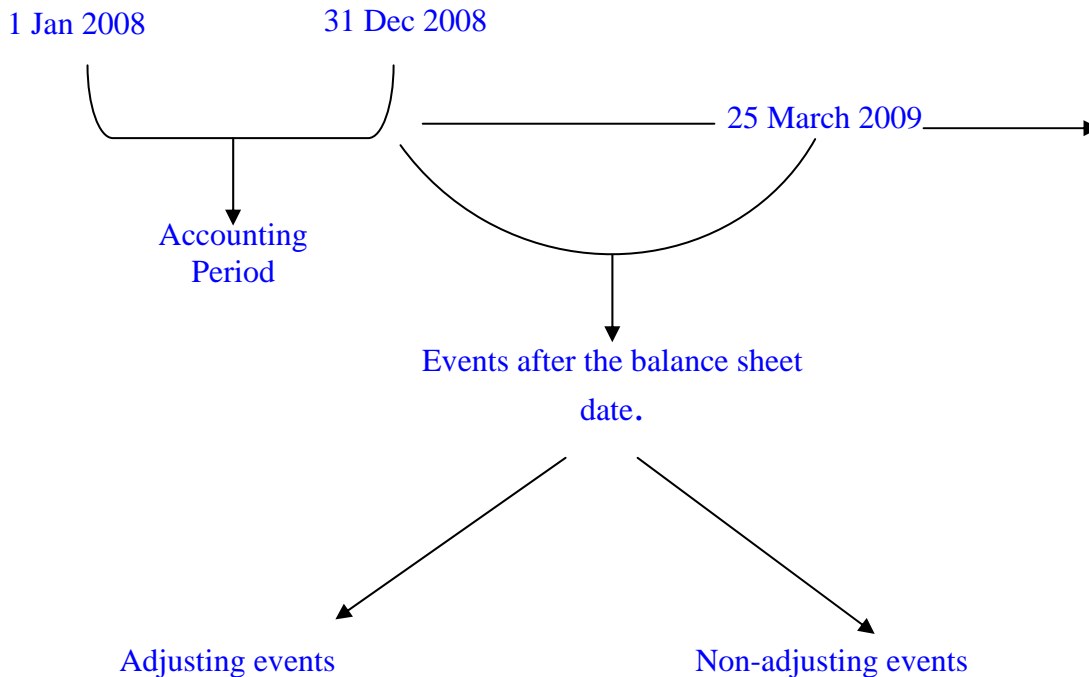 1 Jan 2008
31 Dec 2008
25 March 2009
Accounting
Period
Events after the balance sheet
date.
Adjusting events
Non-adjusting events